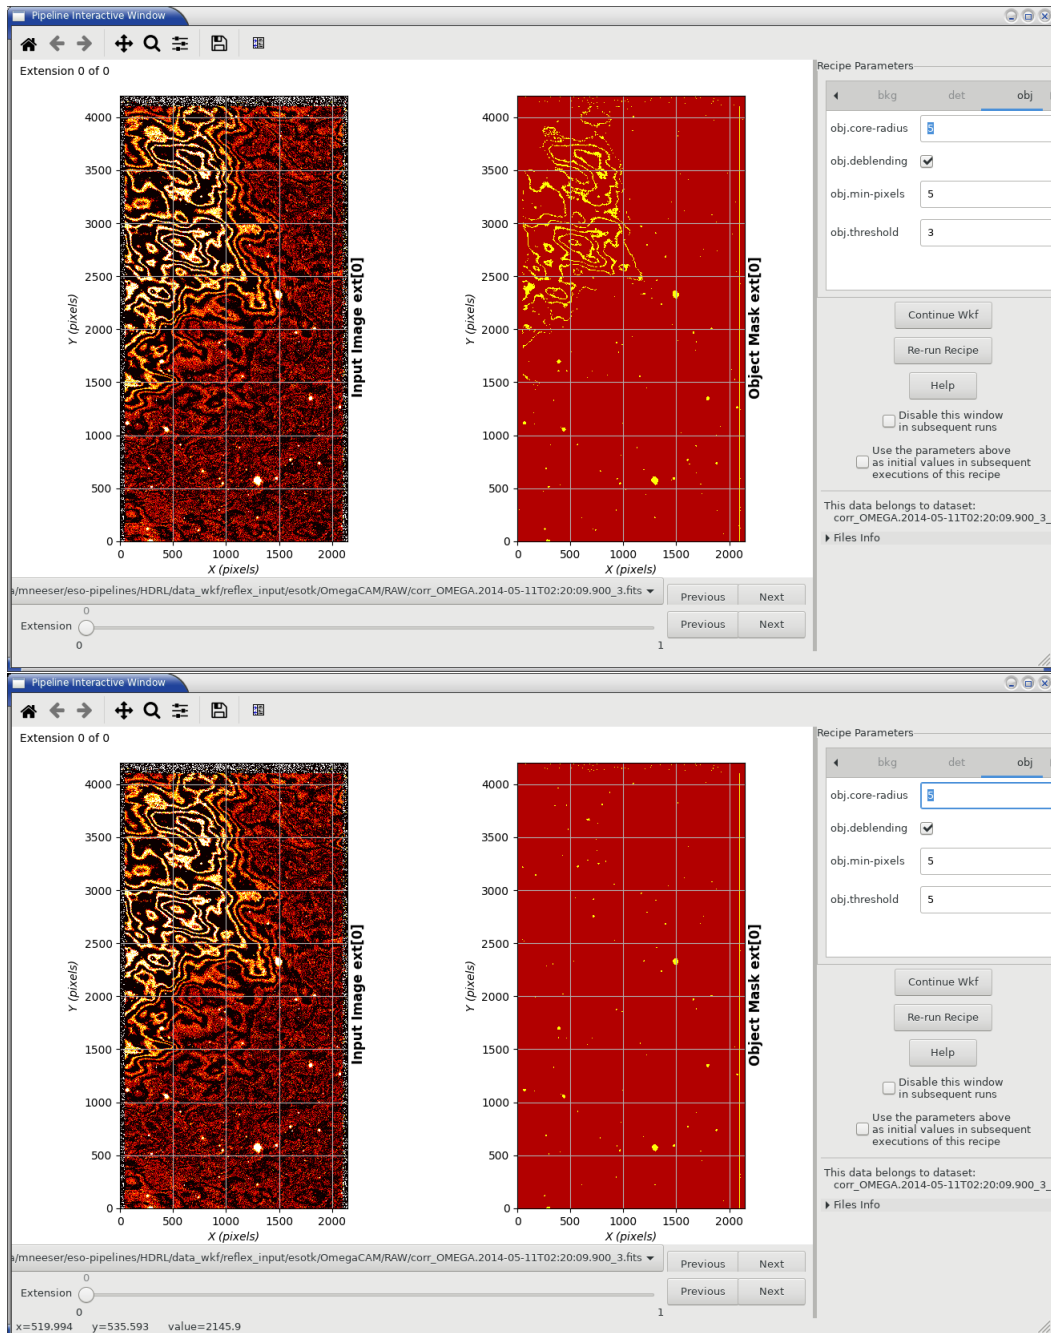 Pipeline Interactive Window
Extension 0 of 0
4000
3500
3000
2500
2000
1500
1000
500
0
0 500 1000 1500 2000
Y (pixels)
X (pixels)
Input Image ext[0]
4000
3500
3000
2500
2000
1500
1000
500
0
0 500 1000 1500 2000
Y (pixels)
X (pixels)
Object Mask ext[0]
a/mneeser/eso-pipelines/HDRL/data_wkf/reflex_input/esotk/OmegaCAM/RAW/corr_OMEGA.2014-05-11T02:20:09.900_3.fits
Previous Next
0
Extension
0 1
Previous Next
Recipe Parameters
bkg det obj
obj.core-radius 5
obj.deblending
obj.min-pixels 5
obj.threshold 3
Continue Wkf
Re-run Recipe
Help
Disable this window
in subsequent runs
Use the parameters above
as initial values in subsequent
executions of this recipe
This data belongs to dataset:
corr_OMEGA.2014-05-11T02:20:09.900_3_
Files Info
Pipeline Interactive Window
Extension 0 of 0
4000
3500
3000
2500
2000
1500
1000
500
0
0 500 1000 1500 2000
Y (pixels)
X (pixels)
Input Image ext[0]
4000
3500
3000
2500
2000
1500
1000
500
0
0 500 1000 1500 2000
Y (pixels)
X (pixels)
Object Mask ext[0]
a/mneeser/eso-pipelines/HDRL/data_wkf/reflex_input/esotk/OmegaCAM/RAW/corr_OMEGA.2014-05-11T02:20:09.900_3.fits
Previous Next
0
Extension
0 1
Previous Next
x=519.994 y=535.593 value=2145.9
Recipe Parameters
bkg det obj
obj.core-radius 5
obj.deblending
obj.min-pixels 5
obj.threshold 5
Continue Wkf
Re-run Recipe
Help
Disable this window
in subsequent runs
Use the parameters above
as initial values in subsequent
executions of this recipe
This data belongs to dataset:
corr_OMEGA.2014-05-11T02:20:09.900_3_
Files Info